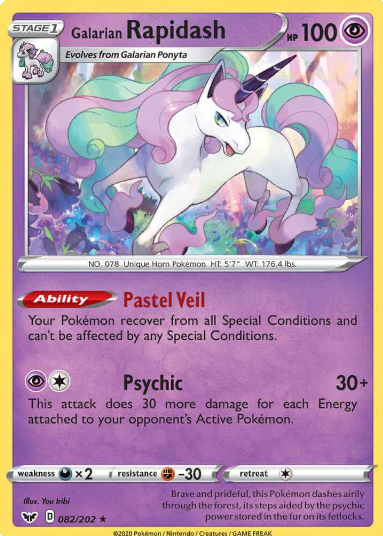 STAGE 1
Galarian Rapidash
HP 100
Evolves from Galarian Ponyta
NO. 078 Unique Horn Pokémon HT: 5'7" WT: 176.4 lbs.
Ability Pastel Veil
Your Pokémon recover from all Special Conditions and
can't be affected by any Special Conditions.
Psychic 30+
This attack does 30 more damage for each Energy
attached to your opponent's Active Pokémon.
weakness ×2 resistance -30 retreat
Illus. You Iribi
D 082/202 ★
Brave and prideful, this Pokémon dashes airily
through the forest, its steps aided by the psychic
power stored in the fur on its fetlocks.
©2020 Pokémon / Nintendo / Creatures / GAME FREAK